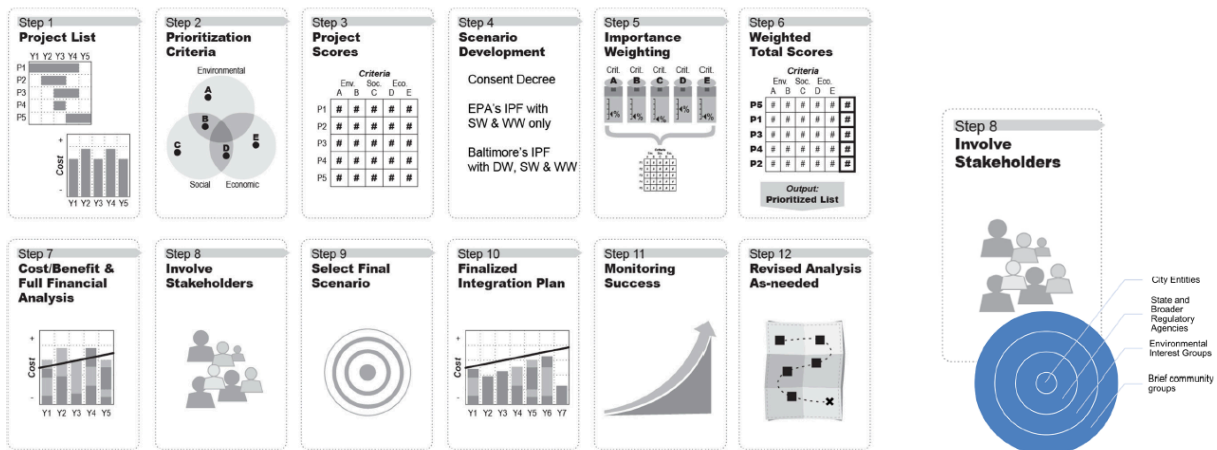 Step 1
Project List
Y1 Y2 Y3 Y4 Y5
P1
P2
P3
P4
P5
+
Cost
-
Y1 Y2 Y3 Y4 Y5
Step 2
Prioritization
Criteria
Environmental
A
B
C
D
E
Social
Economic
Step 3
Project
Scores
Criteria
Env. Soc. Eco.
A B C D E
P1 # # # # #
P2 # # # # #
P3 # # # # #
P4 # # # # #
P5 # # # # #
Step 4
Scenario
Development
Consent Decree
EPA's IPF with
SW & WW only
Baltimore's IPF
with DW, SW & WW
Step 5
Importance
Weighting
Crit. Crit. Crit. Crit. Crit.
A B C D E
% % % % %
Step 6
Weighted
Total Scores
Criteria
Env. Soc. Eco.
A B C D E
P5 # # # # # #
P1 # # # # # #
P3 # # # # # #
P4 # # # # # #
P2 # # # # # #
Output:
Prioritized List
Step 7
Cost/Benefit &
Full Financial
Analysis
+
Cost
-
Y1 Y2 Y3 Y4 Y5
Step 8
Involve
Stakeholders
Step 9
Select Final
Scenario
Step 10
Finalized
Integration Plan
+
Cost
-
Y1 Y2 Y3 Y4 Y5 Y6 Y7
Step 11
Monitoring
Success
Step 12
Revised Analysis
As-needed
Step 8
Involve
Stakeholders
City Entities
State and
Broader
Regulatory
Agencies
Environmental
Interest Groups
Brief community
groups